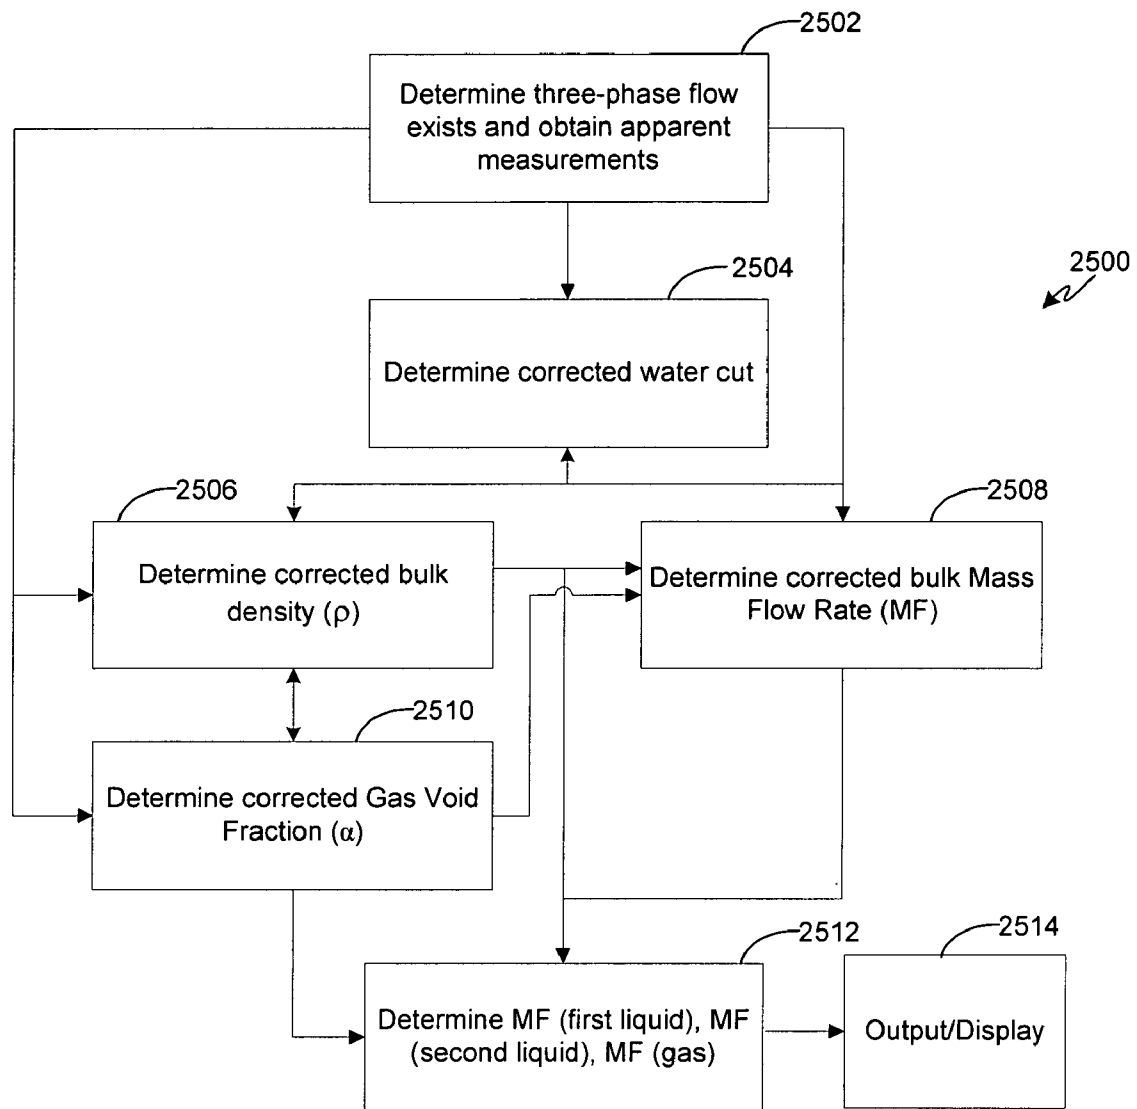 2502
Determine three-phase flow
exists and obtain apparent
measurements
2504
2500
Determine corrected water cut
2506
2508
Determine corrected bulk
density (ρ)
Determine corrected bulk Mass
Flow Rate (MF)
2510
Determine corrected Gas Void
Fraction (α)
2512
2514
Determine MF (first liquid), MF
(second liquid), MF (gas)
Output/Display